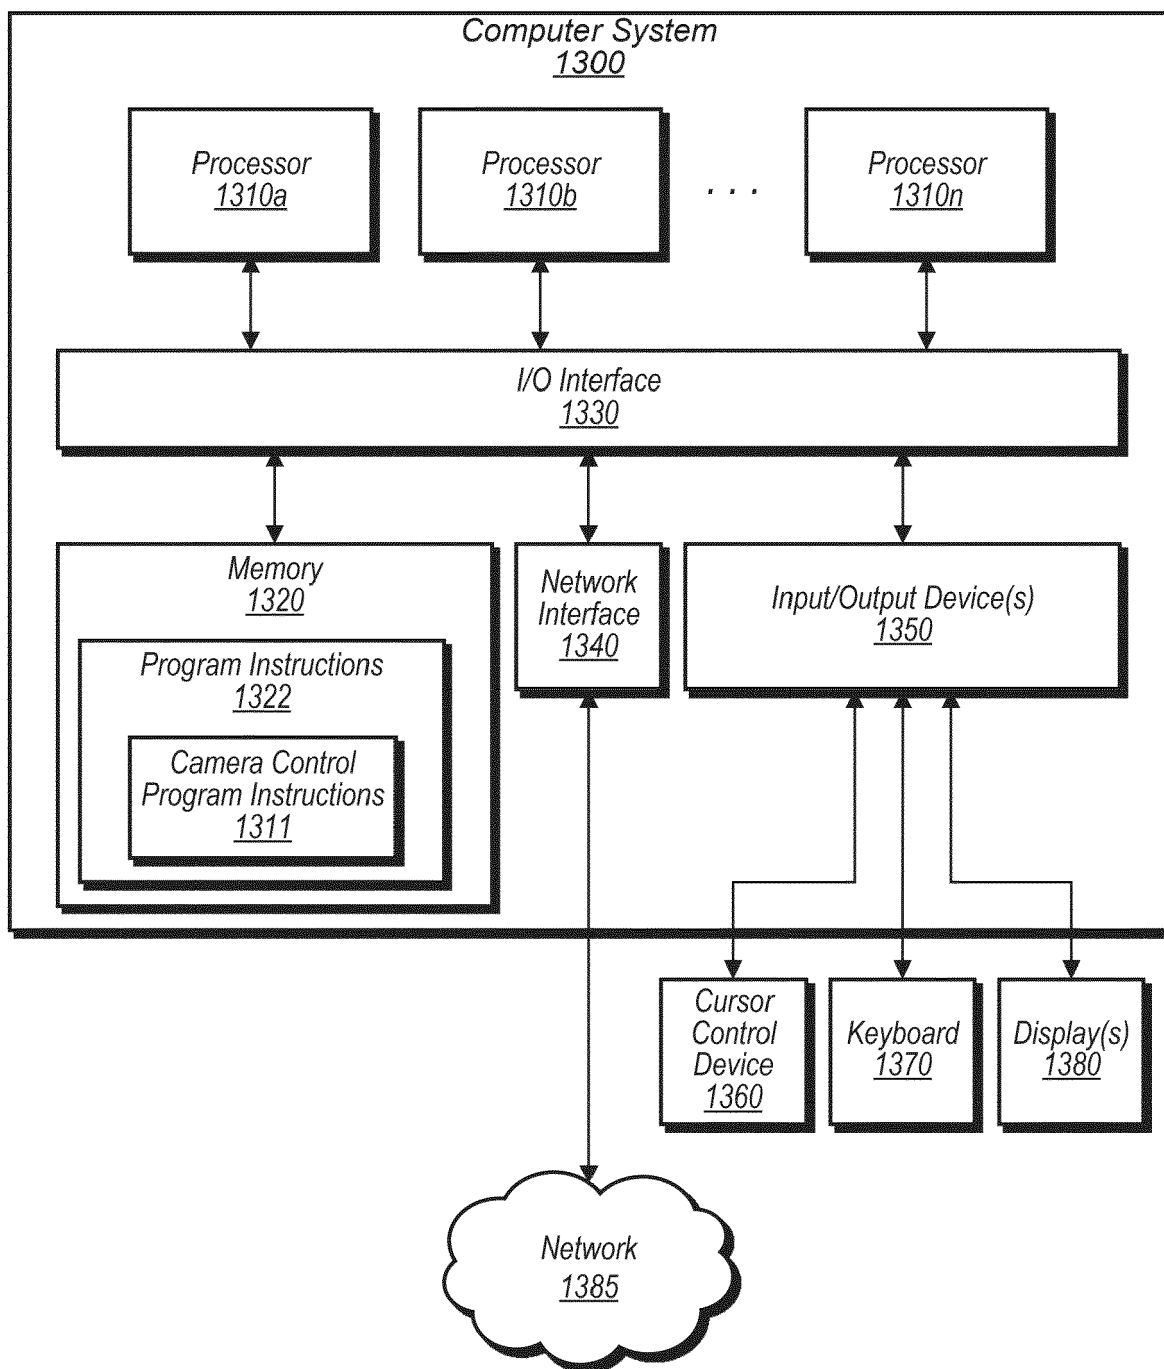 Computer System
1300
Processor
1310a
Processor
1310b
. . .
Processor
1310n
I/O Interface
1330
Memory
1320
Program Instructions
1322
Camera Control
Program Instructions
1311
Network
Interface
1340
Input/Output Device(s)
1350
Cursor
Control
Device
1360
Keyboard
1370
Display(s)
1380
Network
1385